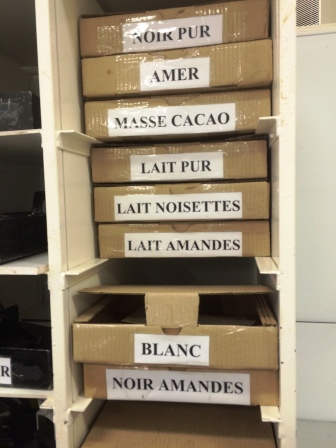 NOIR PUR
AMER
MASSE CACAO
LAiT PUR
LAIT NOISETTES
LAIT AMANDES
BLANC
NOIR AMANDES
R